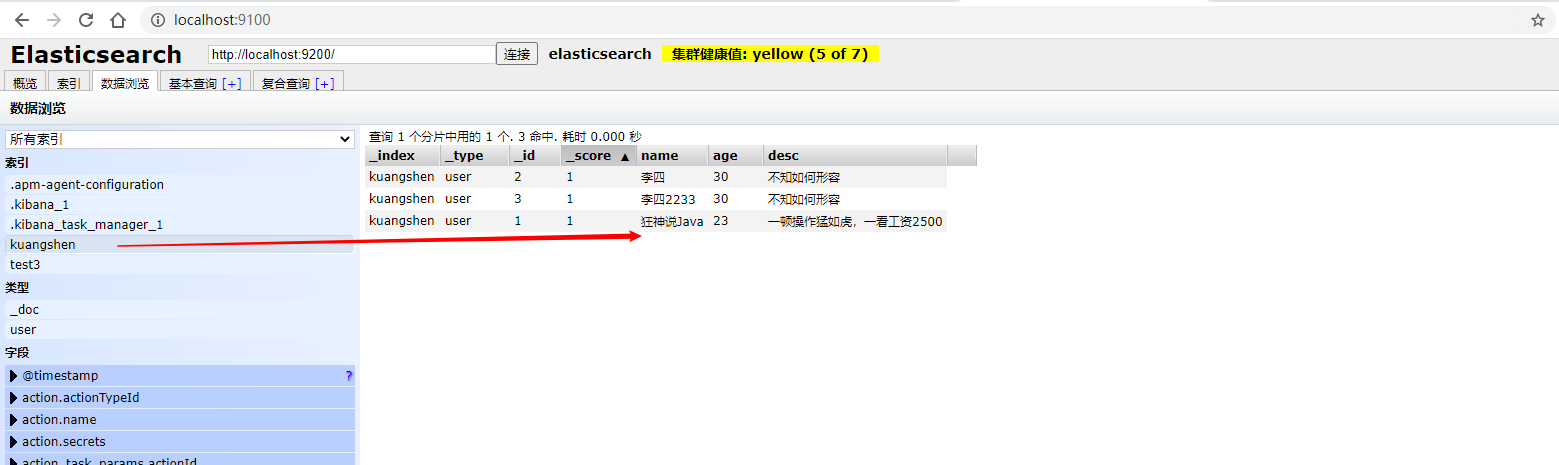 localhost:9100
Elasticsearch http://localhost:9200/ 连接 elasticsearch 集群健康值: yellow (5 of 7)
概览 索引 数据浏览 基本查询 [+] 复合查询 [+]
数据浏览
所有索引
索引
.apm-agent-configuration
.kibana_1
.kibana_task_manager_1
kuangshen
test3
类型
_doc
user
字段
@timestamp ?
action.actionTypeId
action.name
action.secrets
action_task_params.actionId
查询 1 个分片中用的 1 个. 3 命中. 耗时 0.000 秒
_index _type _id _score ▲ name age desc
kuangshen user 2 1 李四 30 不知如何形容
kuangshen user 3 1 李四2233 30 不知如何形容
kuangshen user 1 1 狂神说Java 23 一顿操作猛如虎，一看工资2500